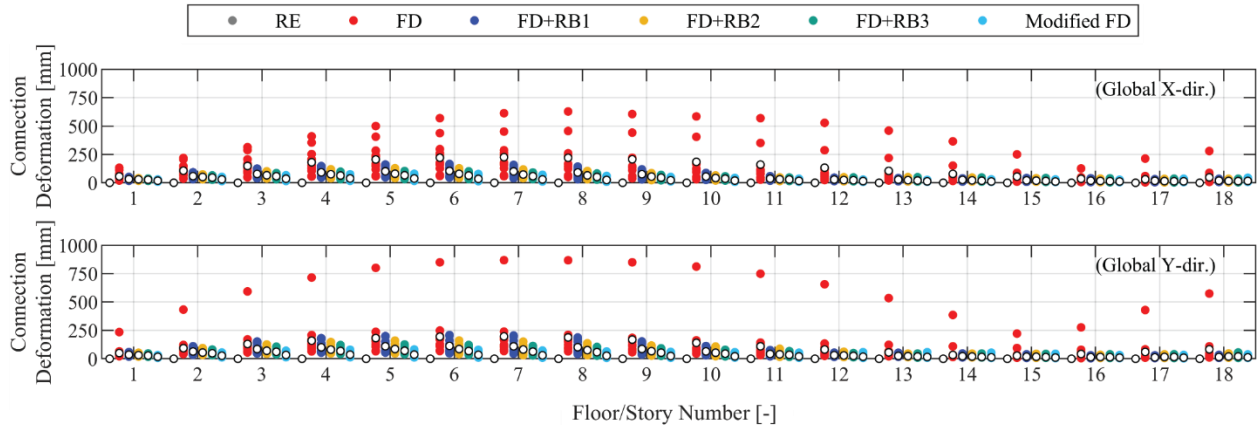 RE FD FD+RB1 FD+RB2 FD+RB3 Modified FD
Connection
Deformation [mm]
1000
750
500
250
0
(Global X-dir.)
1 2 3 4 5 6 7 8 9 10 11 12 13 14 15 16 17 18
Connection
Deformation [mm]
1000
750
500
250
0
(Global Y-dir.)
1 2 3 4 5 6 7 8 9 10 11 12 13 14 15 16 17 18
Floor/Story Number [-]